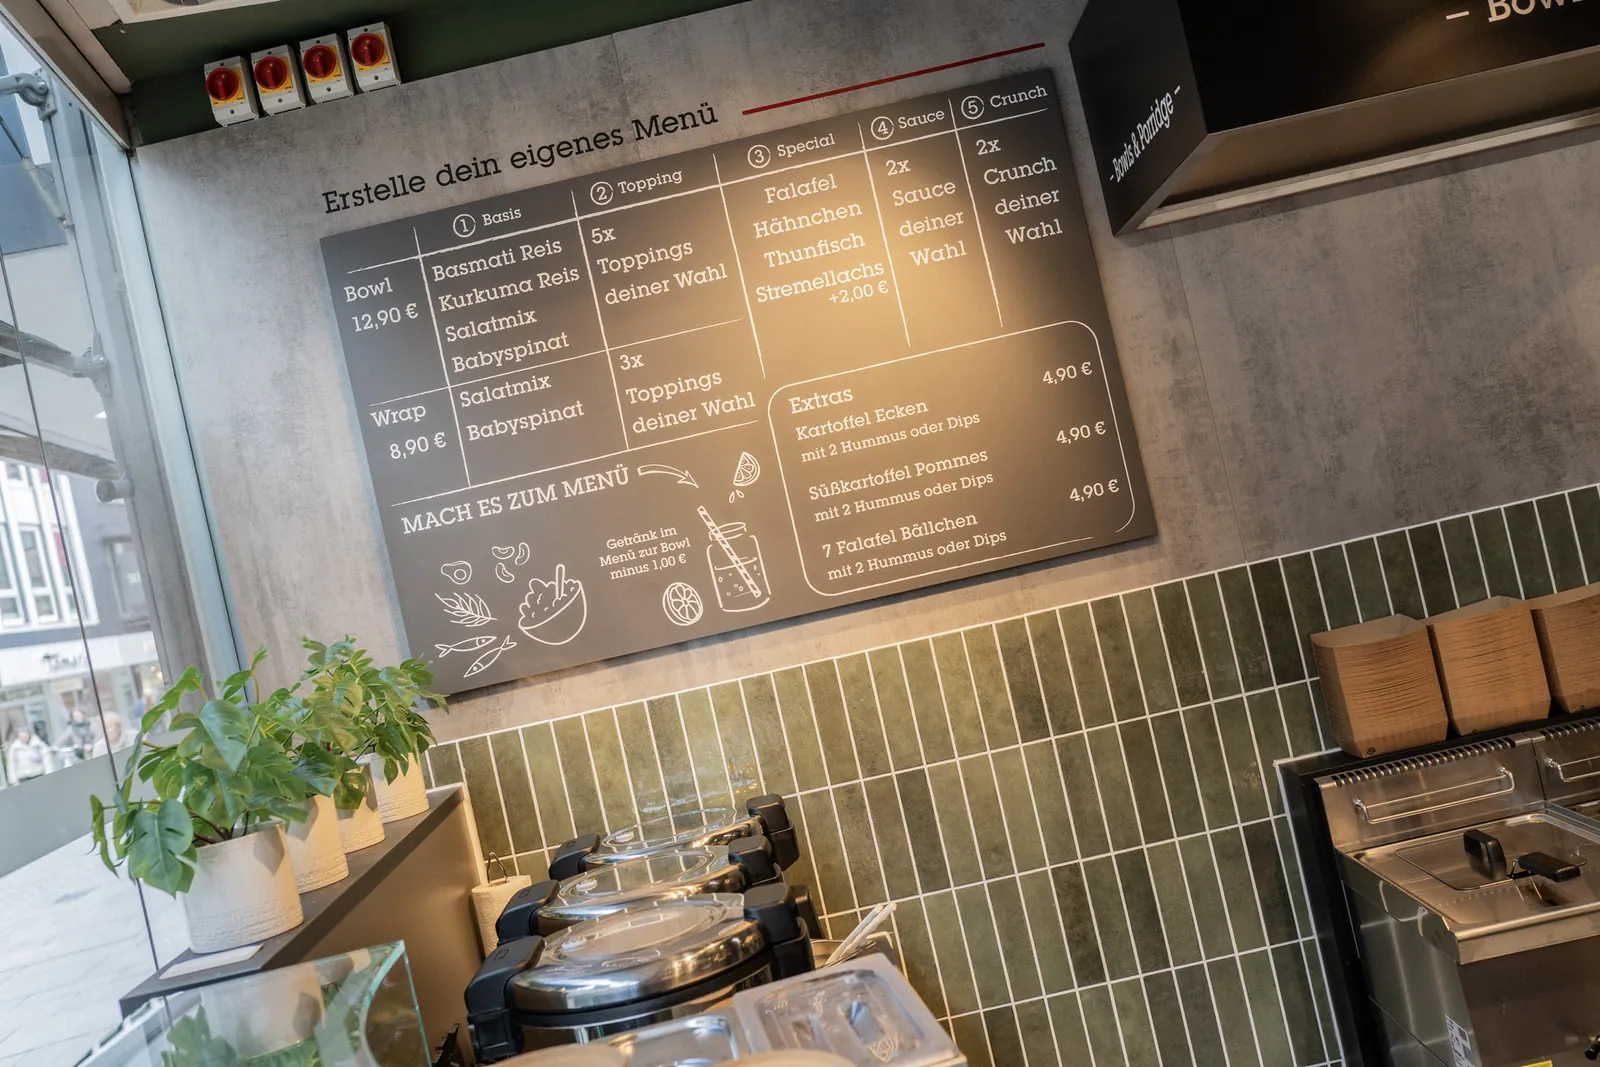 Erstelle dein eigenes Menü
① Basis
② Topping
③ Special
④ Sauce
⑤ Crunch
Bowl
12,90 €
Basmati Reis
Kurkuma Reis
Salatmix
Babyspinat
5x
Toppings
deiner Wahl
Falafel
Hähnchen
Thunfisch
Stremellachs
+2,00 €
2x
Sauce
deiner
Wahl
2x
Crunch
deiner
Wahl
Wrap
8,90 €
Salatmix
Babyspinat
3x
Toppings
deiner Wahl
MACH ES ZUM MENÜ
Getränk im
Menü zur Bowl
minus 1,00 €
Extras
Kartoffel Ecken 4,90 €
mit 2 Hummus oder Dips
Süßkartoffel Pommes 4,90 €
mit 2 Hummus oder Dips
7 Falafel Bällchen 4,90 €
mit 2 Hummus oder Dips
- Bowls & Porridge -